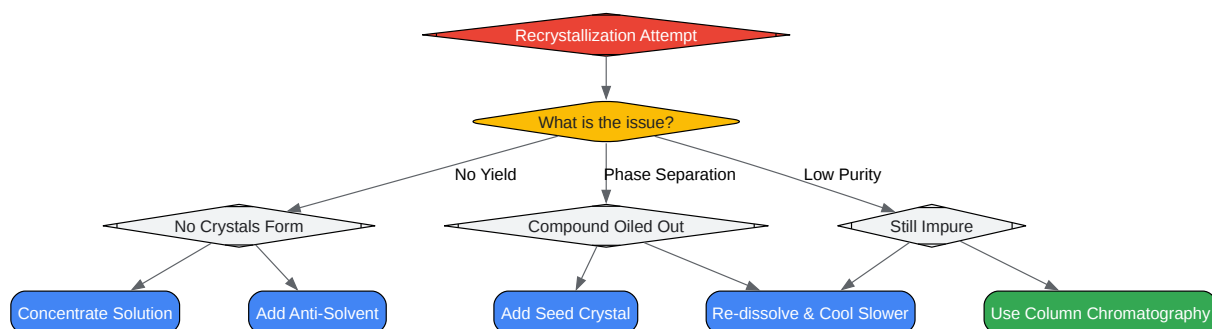 Recrystallization Attempt
What is the issue?
No Yield
Phase Separation
Low Purity
No Crystals Form
Compound Oiled Out
Still Impure
Concentrate Solution
Add Anti-Solvent
Add Seed Crystal
Re-dissolve & Cool Slower
Use Column Chromatography